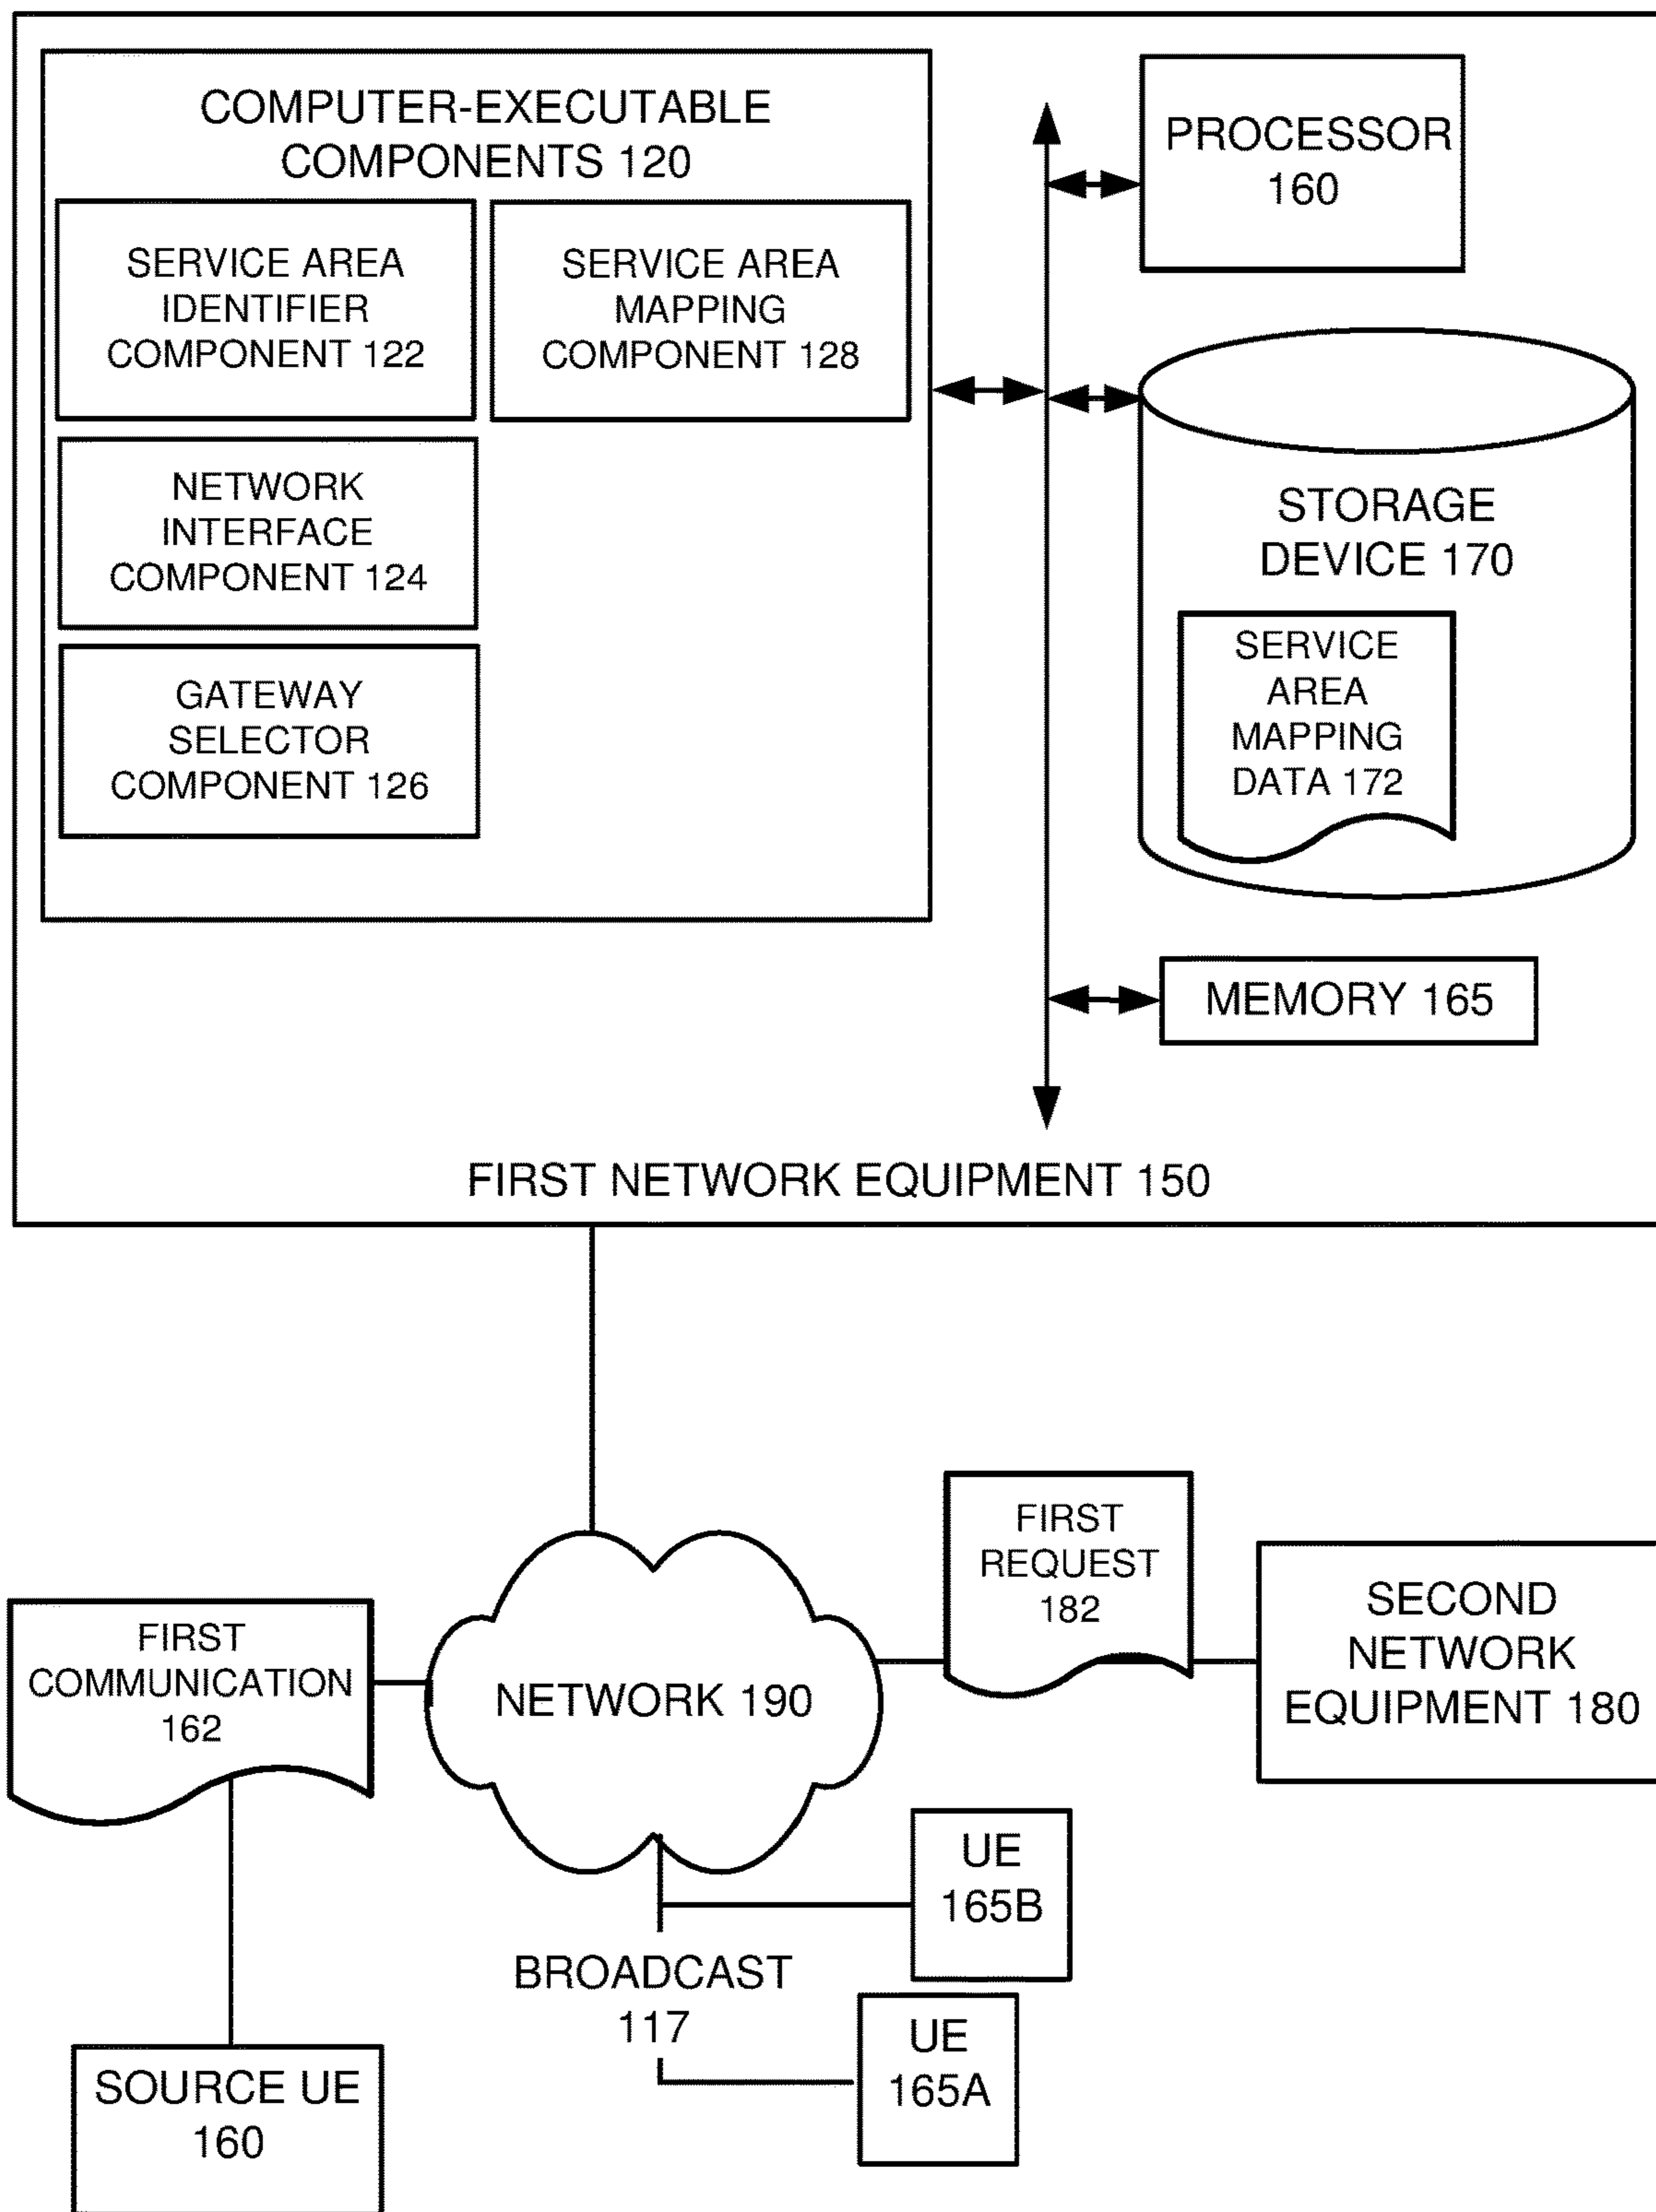 COMPUTER-EXECUTABLE
COMPONENTS 120
SERVICE AREA
IDENTIFIER
COMPONENT 122
SERVICE AREA
MAPPING
COMPONENT 128
NETWORK
INTERFACE
COMPONENT 124
GATEWAY
SELECTOR
COMPONENT 126
PROCESSOR
160
STORAGE
DEVICE 170
SERVICE
AREA
MAPPING
DATA 172
MEMORY 165
FIRST NETWORK EQUIPMENT 150
FIRST
COMMUNICATION
162
NETWORK 190
FIRST
REQUEST
182
SECOND
NETWORK
EQUIPMENT 180
UE
165B
BROADCAST
117
UE
165A
SOURCE UE
160